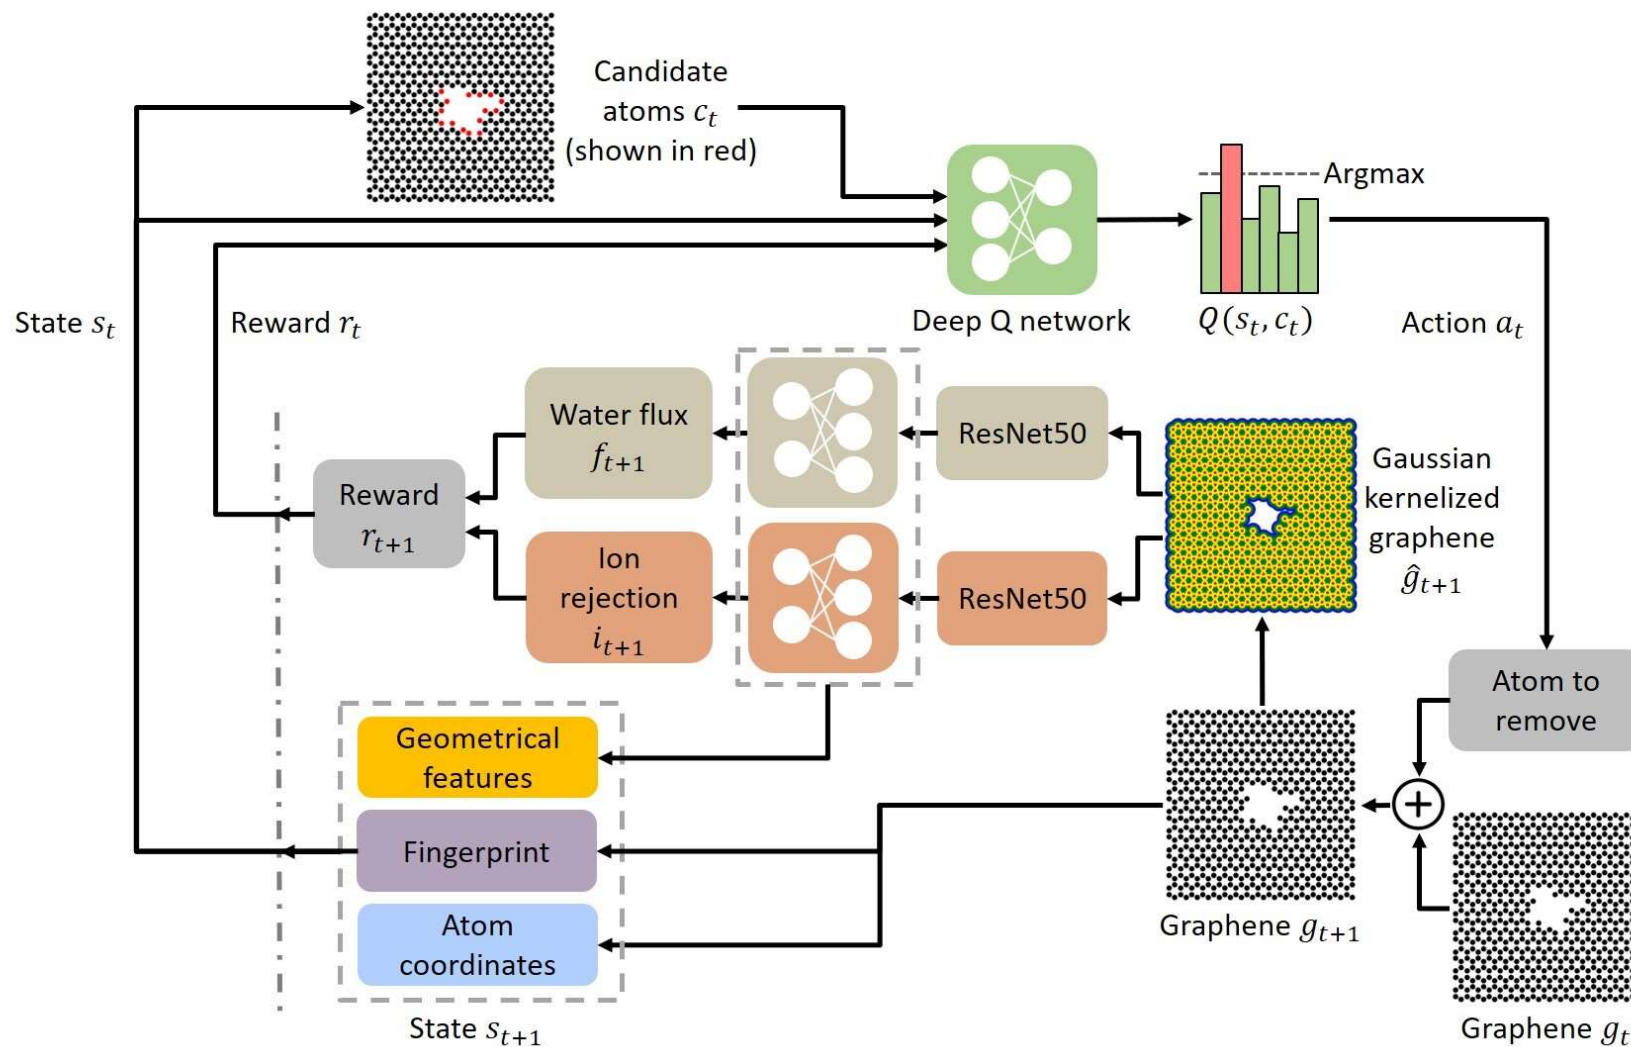 Candidate
atoms c_t
(shown in red)
Argmax
State s_t
Reward r_t
Deep Q network
Q(s_t, c_t)
Action a_t
Water flux
f_{t+1}
ResNet50
Reward
r_{t+1}
Gaussian
kernelized
graphene
ĝ_{t+1}
Ion
rejection
i_{t+1}
ResNet50
Atom to
remove
Geometrical
features
Fingerprint
Atom
coordinates
State s_{t+1}
Graphene g_{t+1}
+
Graphene g_t